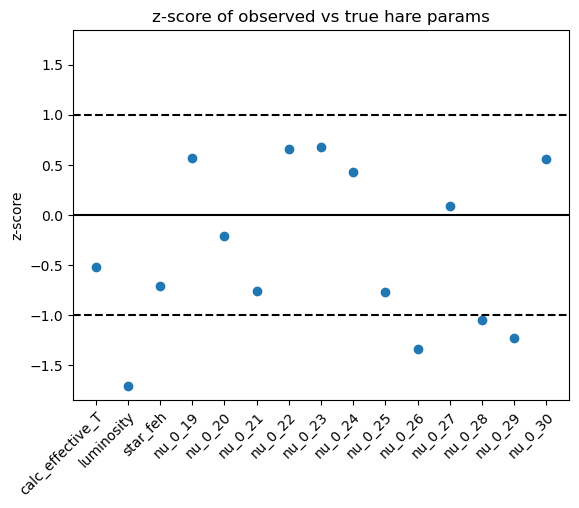 z-score of observed vs true hare params
z-score
1.5
1.0
0.5
0.0
−0.5
−1.0
−1.5
calc_effective_T
luminosity
star_feh
nu_0_19
nu_0_20
nu_0_21
nu_0_22
nu_0_23
nu_0_24
nu_0_25
nu_0_26
nu_0_27
nu_0_28
nu_0_29
nu_0_30